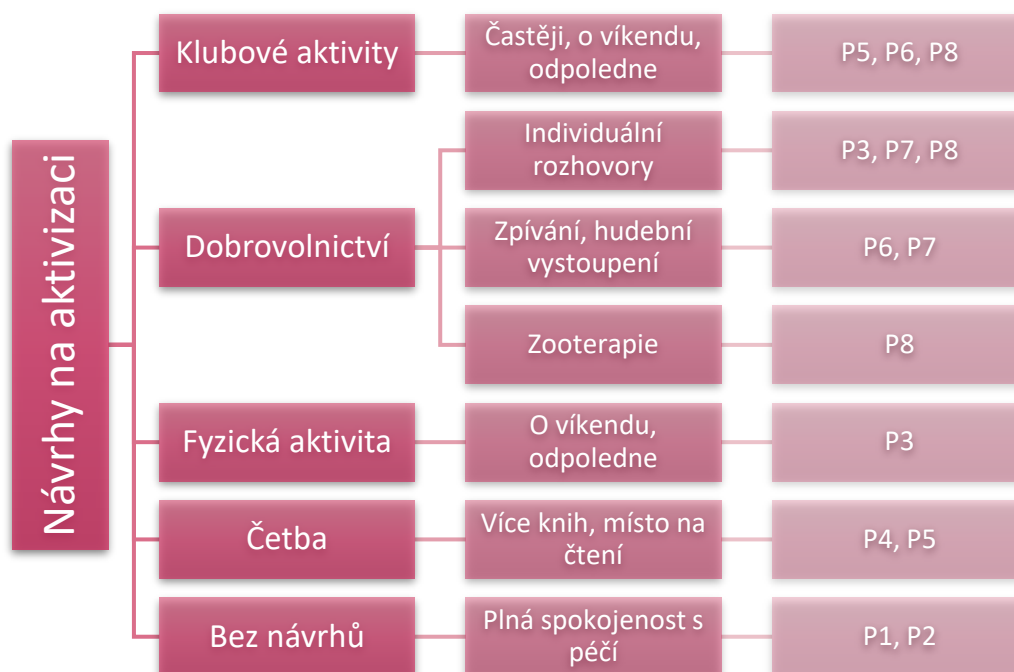 Návrhy na aktivizaci
Klubové aktivity
Častěji, o víkendu,
odpoledne
P5, P6, P8
Dobrovolnictví
Individuální
rozhovory
P3, P7, P8
Zpívání, hudební
vystoupení
P6, P7
Zooterapie
P8
Fyzická aktivita
O víkendu,
odpoledne
P3
Četba
Více knih, místo na
čtení
P4, P5
Bez návrhů
Plná spokojenost s
péčí
P1, P2